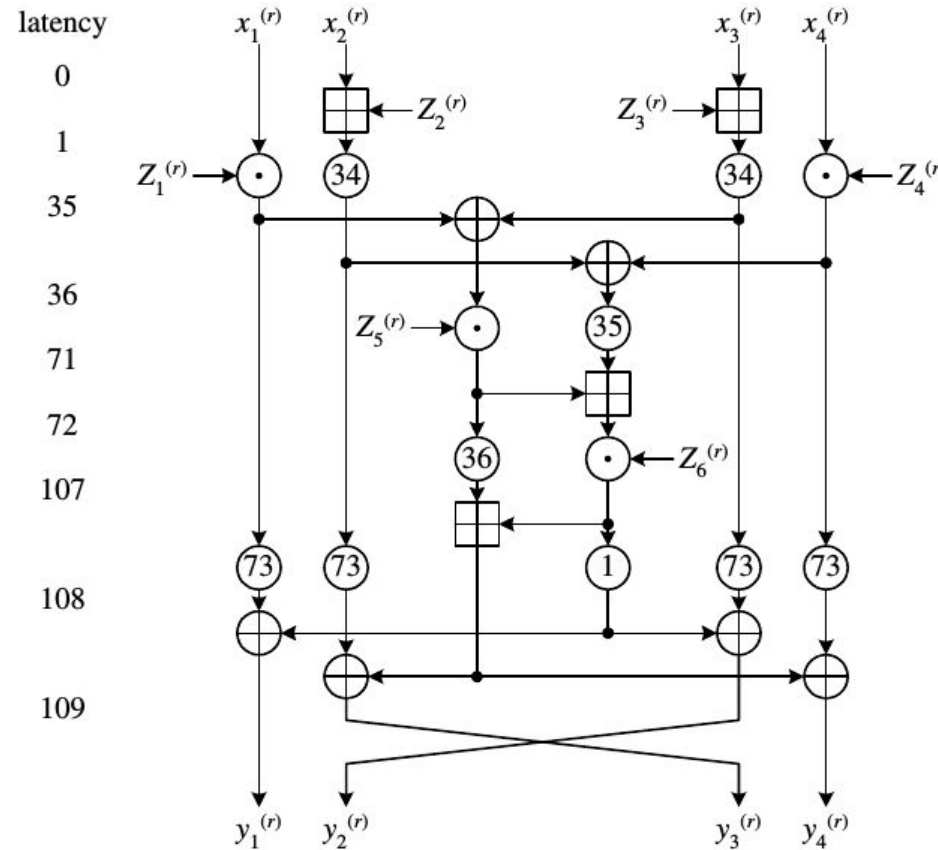 latency x₁⁽ʳ⁾ x₂⁽ʳ⁾ x₃⁽ʳ⁾ x₄⁽ʳ⁾
0
Z₂⁽ʳ⁾ Z₃⁽ʳ⁾
1
Z₁⁽ʳ⁾ 34 34 Z₄⁽ʳ
35
36
Z₅⁽ʳ⁾ 35
71
72
36 Z₆⁽ʳ⁾
107
73 73 1 73 73
108
109
y₁⁽ʳ⁾ y₂⁽ʳ⁾ y₃⁽ʳ⁾ y₄⁽ʳ⁾